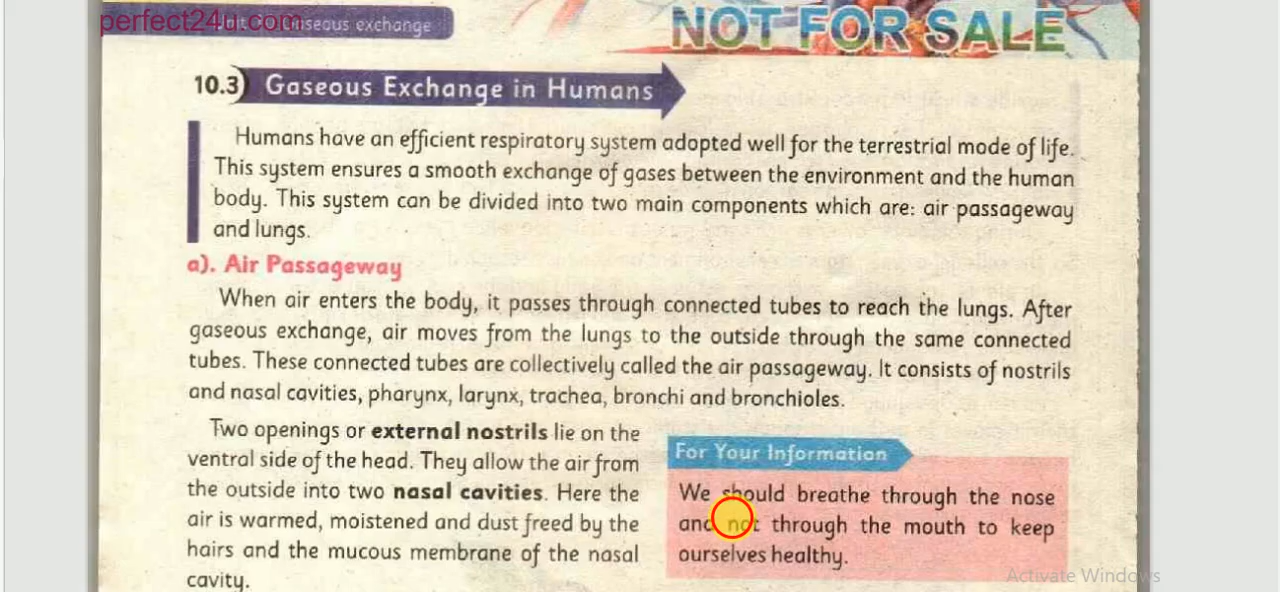 perfect24u.com
gaseous exchange
NOT FOR SALE
10.3) Gaseous Exchange in Humans
Humans have an efficient respiratory system adopted well for the terrestrial mode of life.
This system ensures a smooth exchange of gases between the environment and the human
body. This system can be divided into two main components which are: air passageway
and lungs.
a). Air Passageway
When air enters the body, it passes through connected tubes to reach the lungs. After
gaseous exchange, air moves from the lungs to the outside through the same connected
tubes. These connected tubes are collectively called the air passageway. It consists of nostrils
and nasal cavities, pharynx, larynx, trachea, bronchi and bronchioles.
Two openings or external nostrils lie on the
ventral side of the head. They allow the air from
the outside into two nasal cavities. Here the
air is warmed, moistened and dust freed by the
hairs and the mucous membrane of the nasal
cavity.
For Your Information
We should breathe through the nose
and not through the mouth to keep
ourselves healthy.
Activate Windows